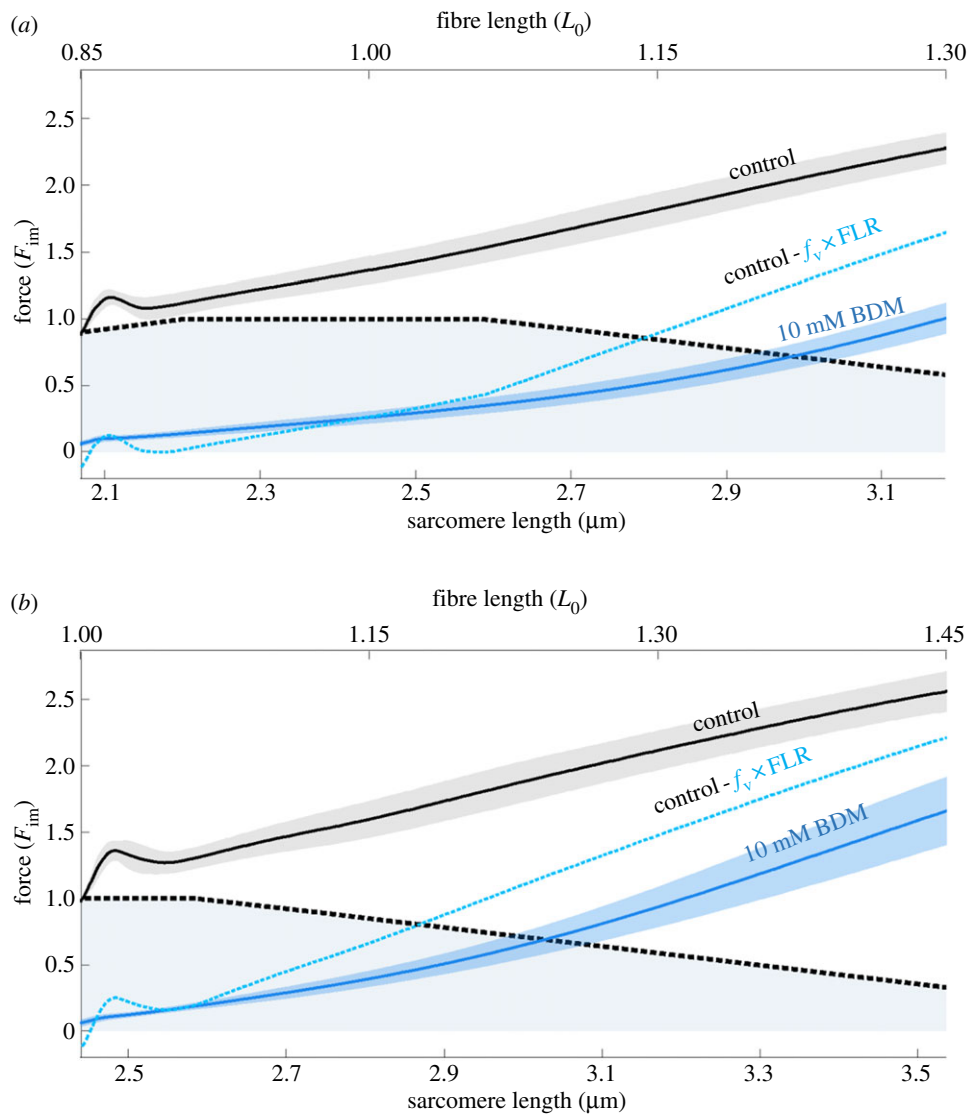 (a)
fibre length (L0)
0.85 1.00 1.15 1.30
2.5
2.0
1.5
1.0
0.5
0
force (Fim)
control
control - fv × FLR
10 mM BDM
2.1 2.3 2.5 2.7 2.9 3.1
sarcomere length (µm)
(b)
fibre length (L0)
1.00 1.15 1.30 1.45
2.5
2.0
1.5
1.0
0.5
0
force (Fim)
control
control - fv × FLR
10 mM BDM
2.5 2.7 2.9 3.1 3.3 3.5
sarcomere length (µm)